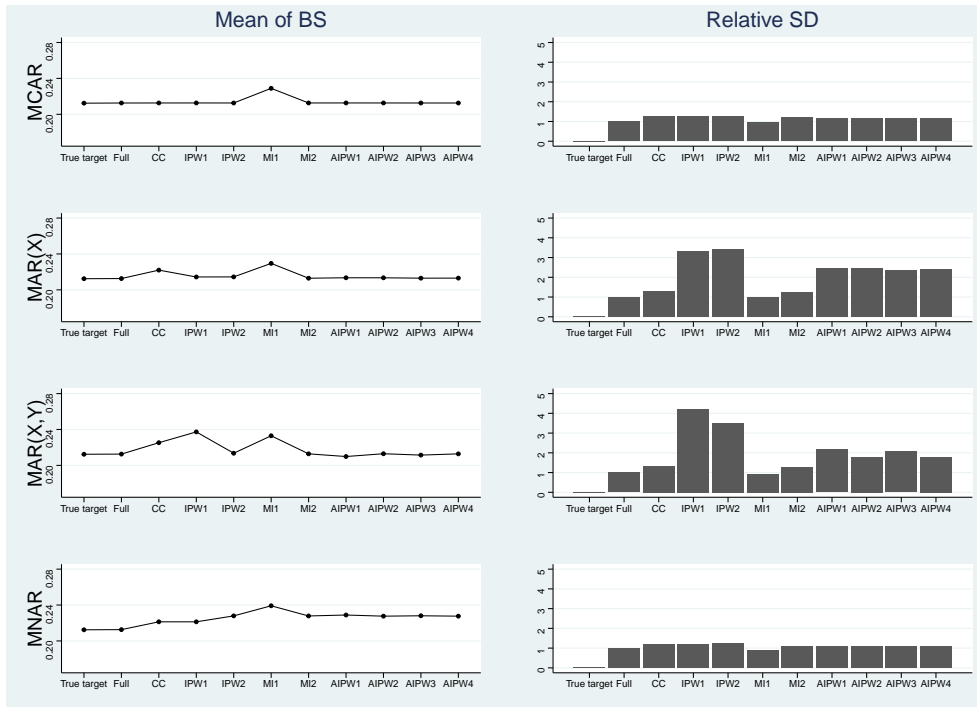 Mean of BS
Relative SD
MCAR
0.28
0.24
0.20
True target Full CC IPW1 IPW2 MI1 MI2 AIPW1 AIPW2 AIPW3 AIPW4
5
4
3
2
1
0
True target Full CC IPW1 IPW2 MI1 MI2 AIPW1 AIPW2 AIPW3 AIPW4
MAR(X)
0.28
0.24
0.20
True target Full CC IPW1 IPW2 MI1 MI2 AIPW1 AIPW2 AIPW3 AIPW4
5
4
3
2
1
0
True target Full CC IPW1 IPW2 MI1 MI2 AIPW1 AIPW2 AIPW3 AIPW4
MAR(X,Y)
0.28
0.24
0.20
True target Full CC IPW1 IPW2 MI1 MI2 AIPW1 AIPW2 AIPW3 AIPW4
5
4
3
2
1
0
True target Full CC IPW1 IPW2 MI1 MI2 AIPW1 AIPW2 AIPW3 AIPW4
MNAR
0.28
0.24
0.20
True target Full CC IPW1 IPW2 MI1 MI2 AIPW1 AIPW2 AIPW3 AIPW4
5
4
3
2
1
0
True target Full CC IPW1 IPW2 MI1 MI2 AIPW1 AIPW2 AIPW3 AIPW4